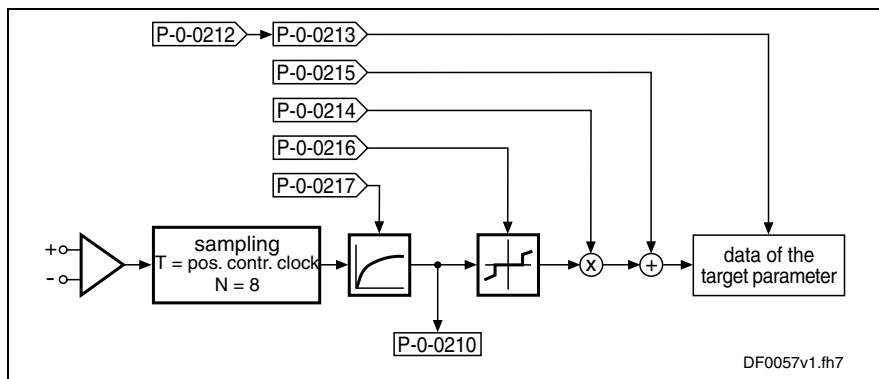 P-0-0212
P-0-0213
P-0-0215
P-0-0214
P-0-0216
P-0-0217
+
-
sampling
T = pos. contr. clock
N = 8
x
+
data of the
target parameter
P-0-0210
DF0057v1.fh7